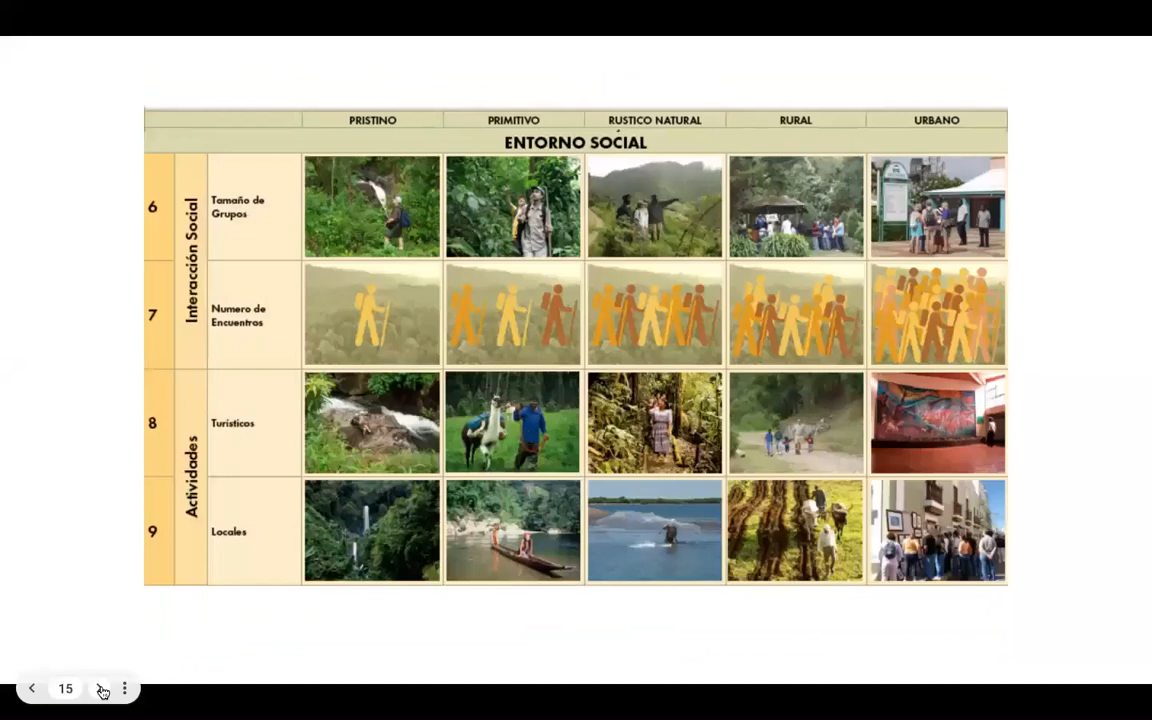 PRISTINO
PRIMITIVO
RUSTICO NATURAL
RURAL
URBANO
ENTORNO SOCIAL
6
Interacción Social
Tamaño de
Grupos
7
Numero de
Encuentros
8
Actividades
Turísticos
9
Locales
15